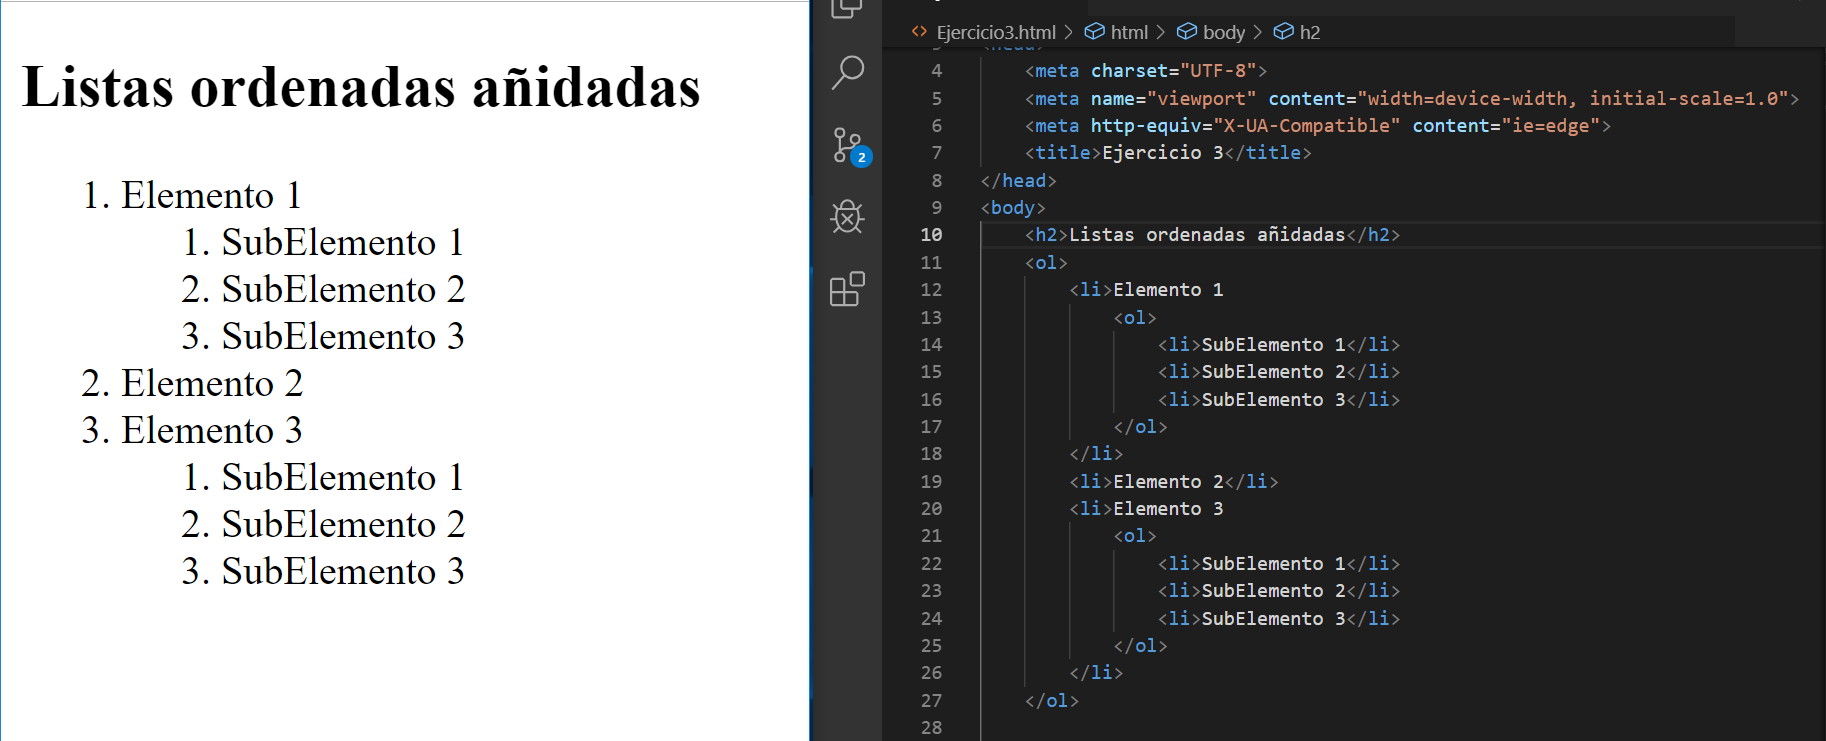 Listas ordenadas añidadas
1. Elemento 1
1. SubElemento 1
2. SubElemento 2
3. SubElemento 3
2. Elemento 2
3. Elemento 3
1. SubElemento 1
2. SubElemento 2
3. SubElemento 3
2
<> Ejercicio3.html > html > body > h2
4 <meta charset="UTF-8">
5 <meta name="viewport" content="width=device-width, initial-scale=1.0">
6 <meta http-equiv="X-UA-Compatible" content="ie=edge">
7 <title>Ejercicio 3</title>
8 </head>
9 <body>
10 <h2>Listas ordenadas añidadas</h2>
11 <ol>
12 <li>Elemento 1
13 <ol>
14 <li>SubElemento 1</li>
15 <li>SubElemento 2</li>
16 <li>SubElemento 3</li>
17 </ol>
18 </li>
19 <li>Elemento 2</li>
20 <li>Elemento 3
21 <ol>
22 <li>SubElemento 1</li>
23 <li>SubElemento 2</li>
24 <li>SubElemento 3</li>
25 </ol>
26 </li>
27 </ol>
28